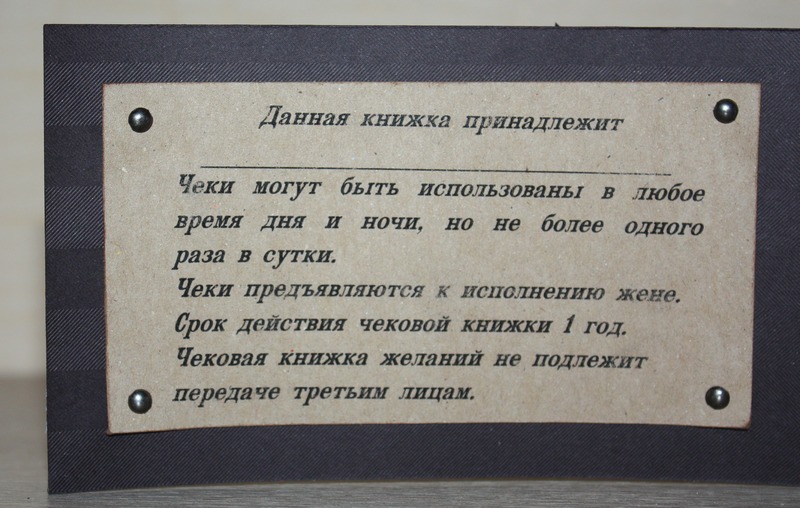 Данная книжка принадлежит
Чеки могут быть использованы в любое
время дня и ночи, но не более одного
раза в сутки.
Чеки предъявляются к исполнению жене.
Срок действия чековой книжки 1 год.
Чековая книжка желаний не подлежит
передаче третьим лицам.